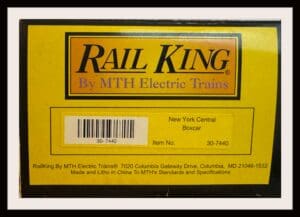 RAIL KING®
By MTH Electric Trains
New York Central
Boxcar
30-7440
Item No. 30-7440
RailKing By MTH Electric Trains® 7020 Columbia Gateway Drive, Columbia, MD 21046-1532
Made and Litho in China To MTH's Standards and Specifications